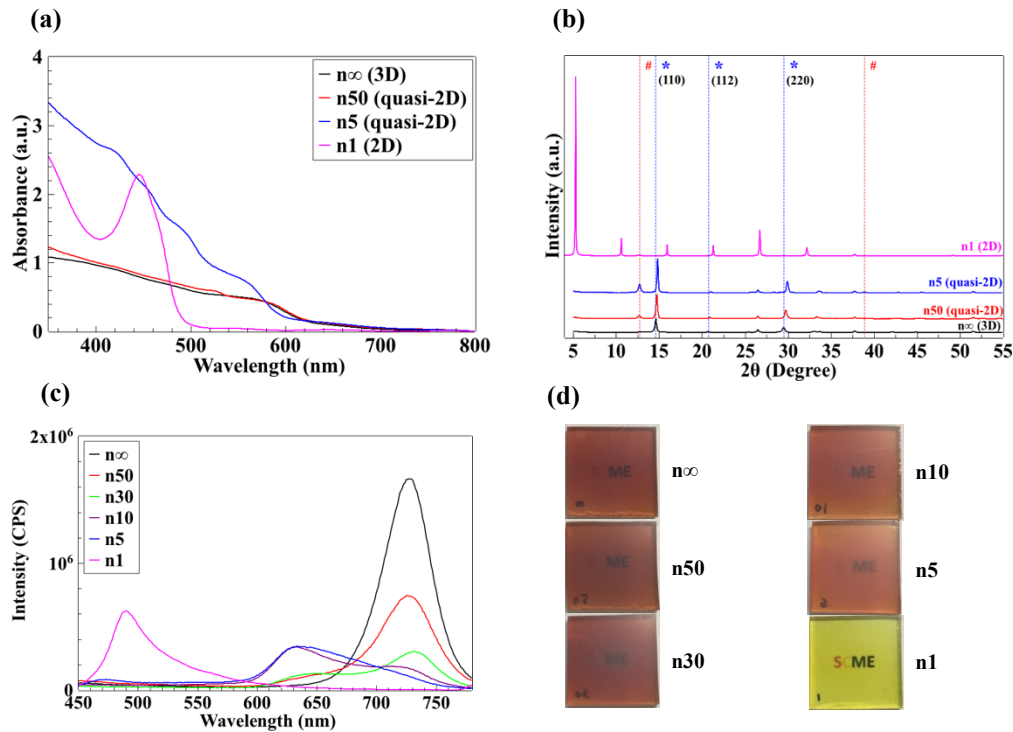 (a)
4
3
2
1
0
400 500 600 700 800
Absorbance (a.u.)
Wavelength (nm)
n∞ (3D)
n50 (quasi-2D)
n5 (quasi-2D)
n1 (2D)
(b)
# * * * #
(110) (112) (220)
Intensity (a.u.)
n1 (2D)
n5 (quasi-2D)
n50 (quasi-2D)
n∞ (3D)
5 10 15 20 25 30 35 40 45 50 55
2θ (Degree)
(c)
2x10⁶
10⁶
0
450 500 550 600 650 700 750
Intensity (CPS)
Wavelength (nm)
n∞
n50
n30
n10
n5
n1
(d)
ME
n∞
ME
n50
ME
n30
ME
n10
ME
n5
SCME
1
n1